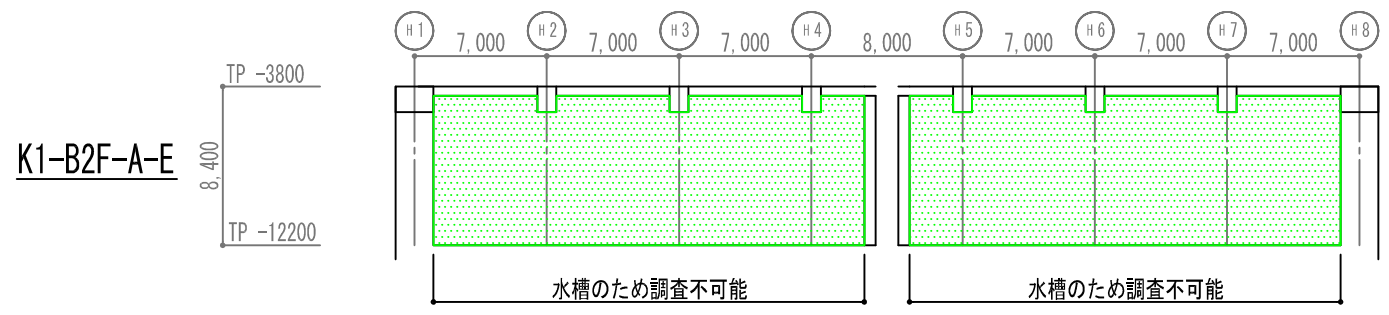 H1 H2 H3 H4 H5 H6 H7 H8
7,000 7,000 7,000 8,000 7,000 7,000 7,000
TP -3800
K1-B2F-A-E
8,400
TP -12200
水槽のため調査不可能 水槽のため調査不可能